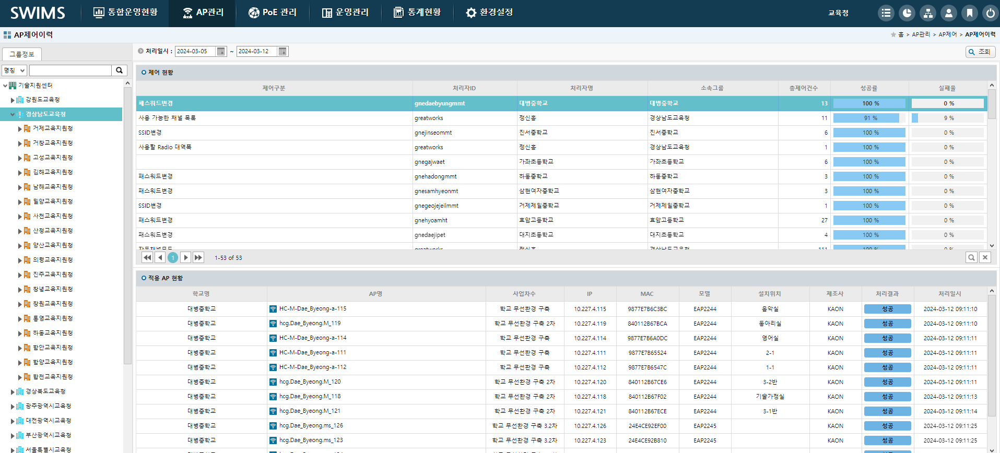 SWIMS 통합운영현황 AP관리 PoE 관리 운영관리 통계현황 환경설정 교육청
AP제어이력 홈 > AP관리 > AP제어 > AP제어이력
그룹정보
명칭
기술지원센터
강원도교육청
경상남도교육청
거제교육지원청
거창교육지원청
고성교육지원청
김해교육지원청
남해교육지원청
밀양교육지원청
사천교육지원청
산청교육지원청
양산교육지원청
의령교육지원청
진주교육지원청
창녕교육지원청
창원교육지원청
통영교육지원청
하동교육지원청
함안교육지원청
함양교육지원청
합천교육지원청
경상북도교육청
광주광역시교육청
대전광역시교육청
부산광역시교육청
서울특별시교육청
처리일시 : 2024-03-05 ~ 2024-03-12 조회
제어 현황
제어구분 처리자ID 처리자명 소속그룹 총제어건수 성공률 실패율
패스워드변경 gnedaebyungmmt 대병중학교 대병중학교 13 100 % 0 %
사용 가능한 채널 목록 greatworks 정신홍 경상남도교육청 11 91 % 9 %
SSID변경 gnejinseommt 진서중학교 진서중학교 6 100 % 0 %
사용할 Radio 대역폭 greatworks 정신홍 경상남도교육청 1 100 % 0 %
gnegajwaet 가좌초등학교 가좌초등학교 6 100 % 0 %
패스워드변경 gnehadongmmt 하동중학교 하동중학교 3 100 % 0 %
패스워드변경 gnesamhyeonmt 삼현여자중학교 삼현여자중학교 3 100 % 0 %
SSID변경 gnegeojejeilmmt 거제제일중학교 거제제일중학교 1 100 % 0 %
패스워드변경 gnehyoamht 효암고등학교 효암고등학교 27 100 % 0 %
패스워드변경 gnedaejipet 대지초등학교 대지초등학교 4 100 % 0 %
자동채널모드 greatworks 정신홍 경상남도교육청 111 100 % 0 %
1 1-53 of 53
적용 AP 현황
학교명 AP명 사업차수 IP MAC 모델 설치위치 제조사 처리결과 처리일시
대병중학교 HC-M-Dae_Byeong-a-115 학교 무선환경 구축 10.227.4.115 9877E7B6C3BC EAP2244 음악실 KAON 성공 2024-03-12 09:11:10
대병중학교 hcg.Dae_Byeong.M_119 학교 무선환경 구축 2차 10.227.4.119 840112B67BCA EAP2244 동아리실 KAON 성공 2024-03-12 09:11:10
대병중학교 HC-M-Dae_Byeong-a-114 학교 무선환경 구축 10.227.4.114 9877E7B6A0DC EAP2244 영어실 KAON 성공 2024-03-12 09:11:11
대병중학교 HC-M-Dae_Byeong-a-111 학교 무선환경 구축 10.227.4.111 9877E7B65524 EAP2244 2-1 KAON 성공 2024-03-12 09:11:11
대병중학교 HC-M-Dae_Byeong-a-112 학교 무선환경 구축 10.227.4.112 9877E7B6547C EAP2244 1-1 KAON 성공 2024-03-12 09:11:11
대병중학교 hcg.Dae_Byeong.M_120 학교 무선환경 구축 2차 10.227.4.120 840112B67CE6 EAP2244 3-2반 KAON 성공 2024-03-12 09:11:11
대병중학교 hcg.Dae_Byeong.M_118 학교 무선환경 구축 2차 10.227.4.118 840112B67F02 EAP2244 기술가정실 KAON 성공 2024-03-12 09:11:13
대병중학교 hcg.Dae_Byeong.M_121 학교 무선환경 구축 2차 10.227.4.121 840112B67ECE EAP2244 3-1반 KAON 성공 2024-03-12 09:11:14
대병중학교 hcg.Dae_Byeong.ms_126 학교 무선환경 구축 3.2차 10.227.4.126 24E4CE92EF00 EAP2245 KAON 성공 2024-03-12 09:11:25
대병중학교 hcg.Dae_Byeong.ms_123 학교 무선환경 구축 3.2차 10.227.4.123 24E4CE92B810 EAP2245 KAON 성공 2024-03-12 09:11:25